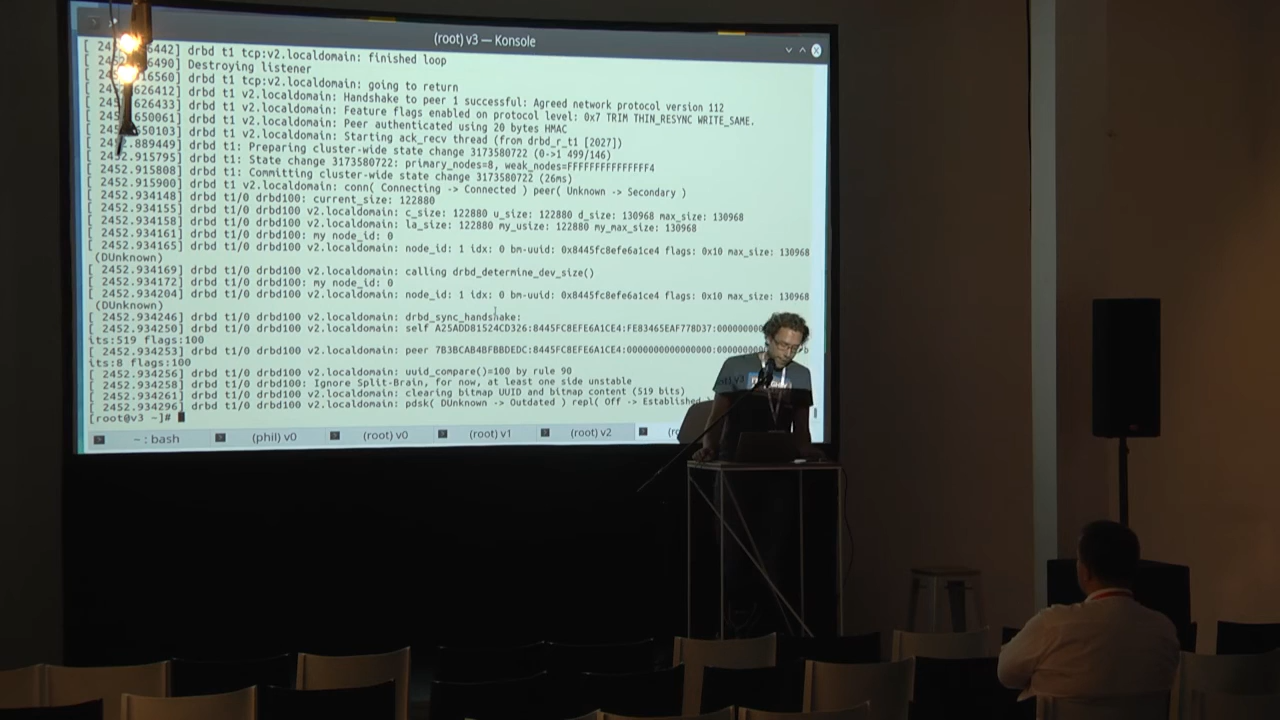 (root) v3 — Konsole
6442] drbd t1 tcp:v2.localdomain: finished loop
6490] Destroying listener
16560] drbd t1 tcp:v2.localdomain: going to return
626412] drbd t1 v2.localdomain: Handshake to peer 1 successful: Agreed network protocol version 112
626433] drbd t1 v2.localdomain: Feature flags enabled on protocol level: 0x7 TRIM THIN_RESYNC WRITE_SAME.
650061] drbd t1 v2.localdomain: Peer authenticated using 20 bytes HMAC
650103] drbd t1 v2.localdomain: Starting ack_recv thread (from drbd_r_t1 [2027])
.889449] drbd t1: Preparing cluster-wide state change 3173580722 (0->1 499/146)
[ 2452.915795] drbd t1: State change 3173580722: primary_nodes=8, weak_nodes=FFFFFFFFFFFFFFF4
[ 2452.915808] drbd t1: Committing cluster-wide state change 3173580722 (26ms)
[ 2452.915900] drbd t1 v2.localdomain: conn( Connecting -> Connected ) peer( Unknown -> Secondary )
[ 2452.934148] drbd t1/0 drbd100: current_size: 122880
[ 2452.934155] drbd t1/0 drbd100 v2.localdomain: c_size: 122880 u_size: 122880 d_size: 130968 max_size: 130968
[ 2452.934158] drbd t1/0 drbd100 v2.localdomain: la_size: 122880 my_usize: 122880 my_max_size: 130968
[ 2452.934161] drbd t1/0 drbd100: my node_id: 0
[ 2452.934165] drbd t1/0 drbd100 v2.localdomain: node_id: 1 idx: 0 bm-uuid: 0x8445fc8efe6a1ce4 flags: 0x10 max_size: 130968
(DUnknown)
[ 2452.934169] drbd t1/0 drbd100 v2.localdomain: calling drbd_determine_dev_size()
[ 2452.934172] drbd t1/0 drbd100: my node_id: 0
[ 2452.934204] drbd t1/0 drbd100 v2.localdomain: node_id: 1 idx: 0 bm-uuid: 0x8445fc8efe6a1ce4 flags: 0x10 max_size: 130968
(DUnknown)
[ 2452.934246] drbd t1/0 drbd100 v2.localdomain: drbd_sync_handshake:
[ 2452.934250] drbd t1/0 drbd100 v2.localdomain: self A25ADD81524CD326:8445FC8EFE6A1CE4:FE83465EAF778D37:000000000
its:519 flags:100
[ 2452.934253] drbd t1/0 drbd100 v2.localdomain: peer 7B3BCAB4BFBBDEDC:8445FC8EFE6A1CE4:0000000000000000:000000000 b
its:8 flags:100
[ 2452.934256] drbd t1/0 drbd100 v2.localdomain: uuid_compare()=100 by rule 90
[ 2452.934258] drbd t1/0 drbd100: Ignore Split-Brain, for now, at least one side unstable
[ 2452.934261] drbd t1/0 drbd100 v2.localdomain: clearing bitmap UUID and bitmap content (519 bits)
[ 2452.934296] drbd t1/0 drbd100 v2.localdomain: pdsk( DUnknown -> Outdated ) repl( Off -> Established )
[root@v3 ~]#
~ : bash (phil) v0 (root) v0 (root) v1 (root) v2